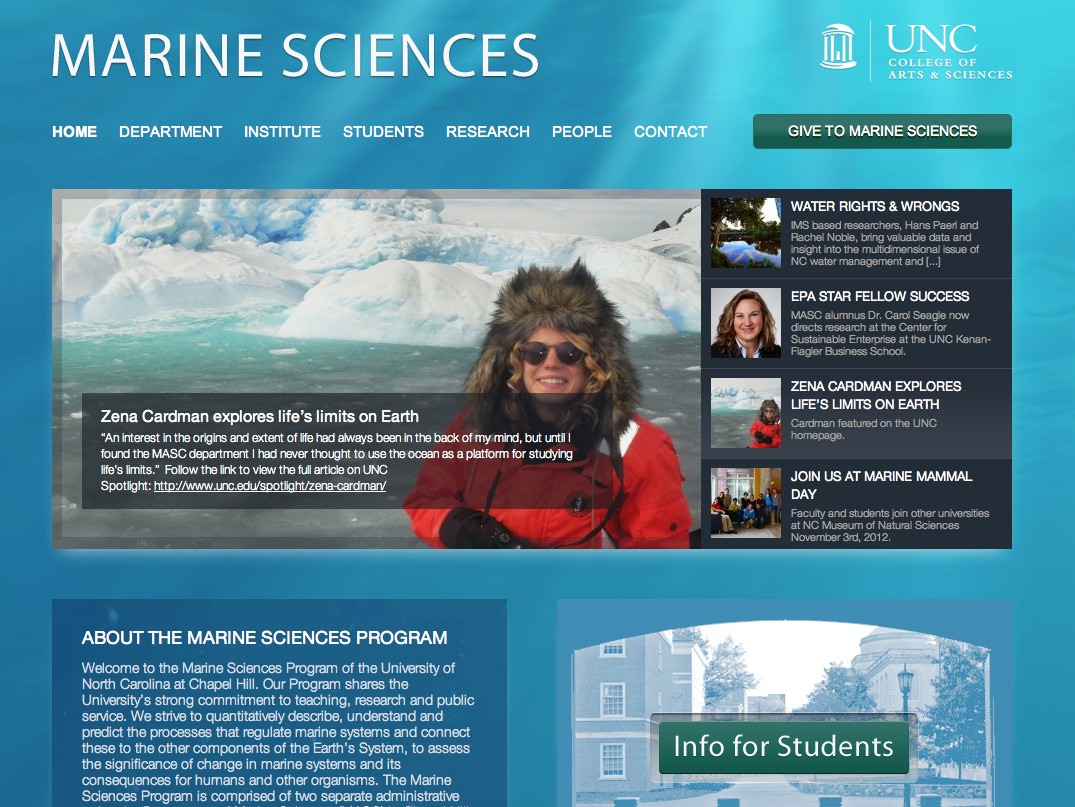 MARINE SCIENCES
UNC
COLLEGE OF
ARTS & SCIENCES
HOME DEPARTMENT INSTITUTE STUDENTS RESEARCH PEOPLE CONTACT
GIVE TO MARINE SCIENCES
Zena Cardman explores life's limits on Earth
“An interest in the origins and extent of life had always been in the back of my mind, but until I
found the MASC department I had never thought to use the ocean as a platform for studying
life’s limits.” Follow the link to view the full article on UNC
Spotlight: http://www.unc.edu/spotlight/zena-cardman/
WATER RIGHTS & WRONGS
IMS based researchers, Hans Paerl and
Rachel Noble, bring valuable data and
insight into the multidimensional issue of
NC water management and [...]
EPA STAR FELLOW SUCCESS
MASC alumnus Dr. Carol Seagle now
directs research at the Center for
Sustainable Enterprise at the UNC Kenan-
Flagler Business School.
ZENA CARDMAN EXPLORES
LIFE’S LIMITS ON EARTH
Cardman featured on the UNC
homepage.
JOIN US AT MARINE MAMMAL
DAY
Faculty and students join other universities
at NC Museum of Natural Sciences
November 3rd, 2012.
ABOUT THE MARINE SCIENCES PROGRAM
Welcome to the Marine Sciences Program of the University of
North Carolina at Chapel Hill. Our Program shares the
University’s strong commitment to teaching, research and public
service. We strive to quantitatively describe, understand and
predict the processes that regulate marine systems and connect
these to the other components of the Earth’s System, to assess
the significance of change in marine systems and its
consequences for humans and other organisms. The Marine
Sciences Program is comprised of two separate administrative
Info for Students